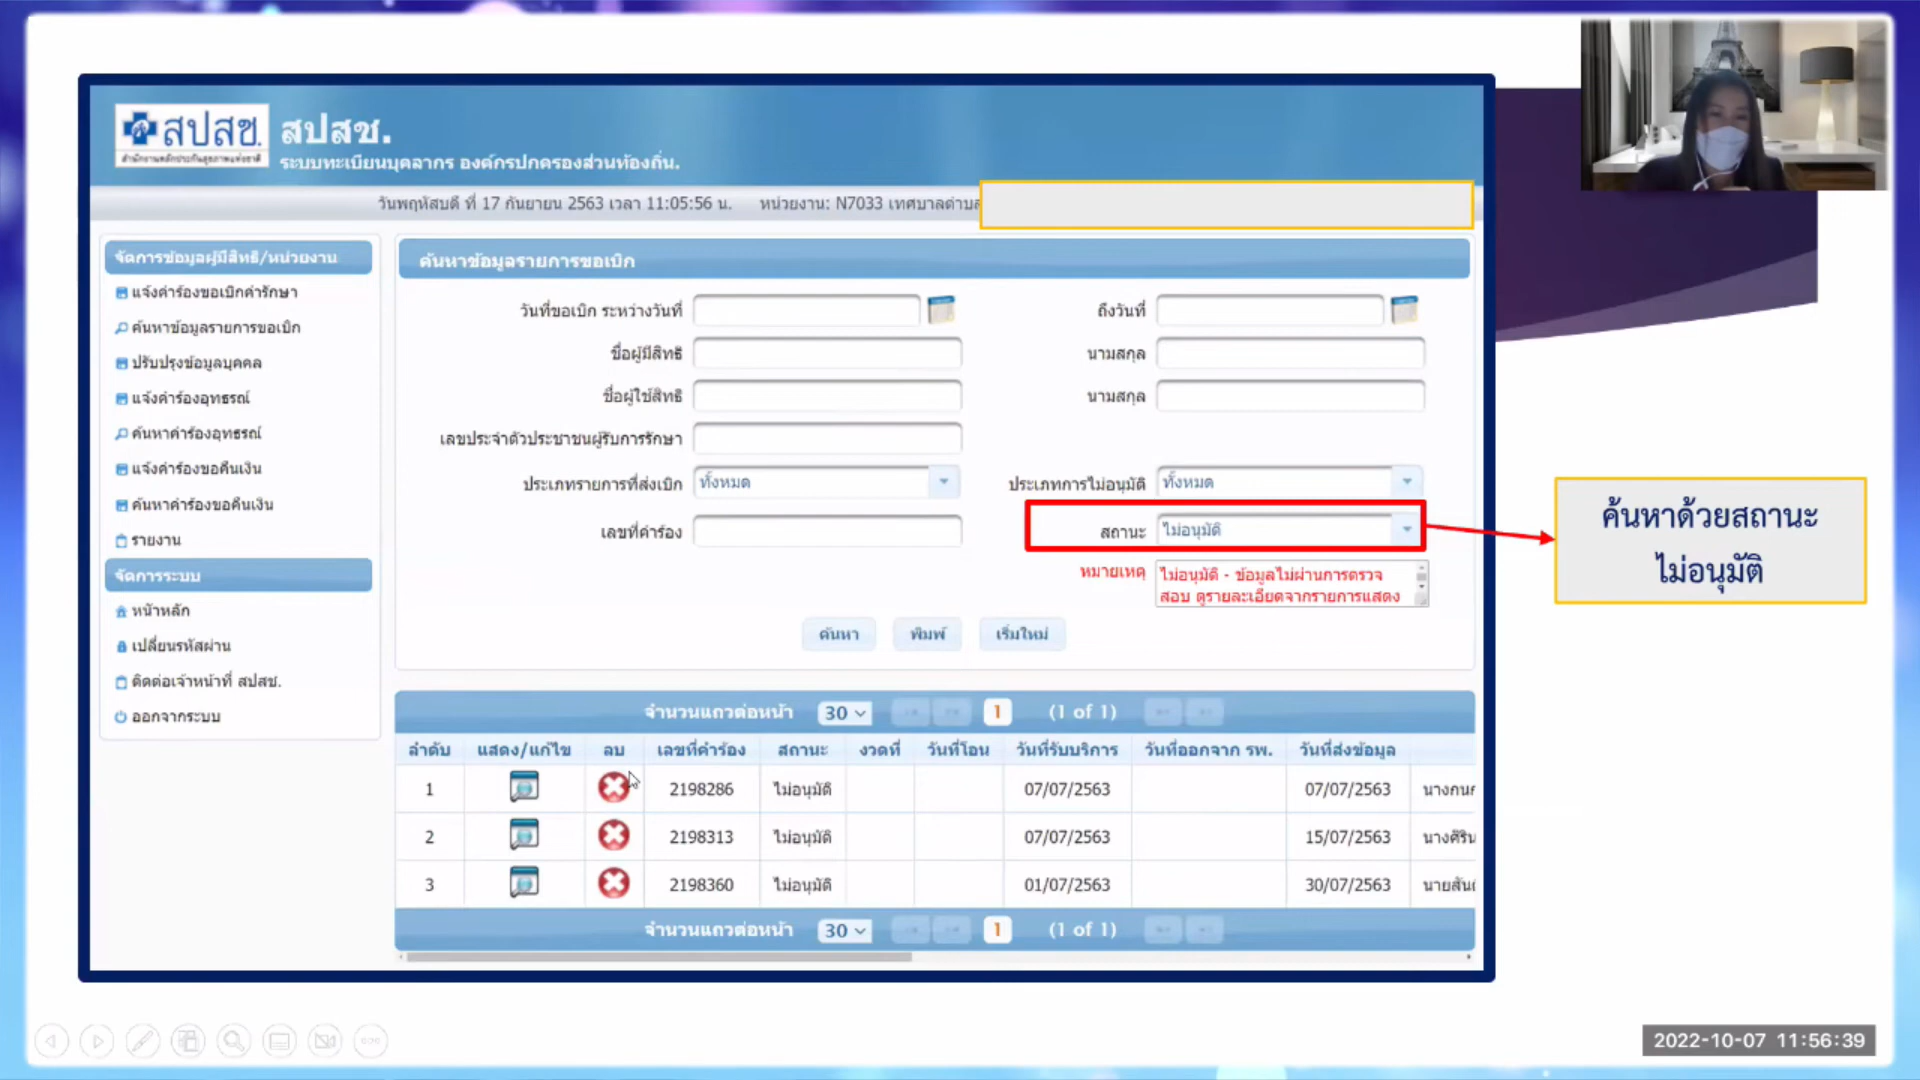 สปสช. สปสช.
สำนักงานหลักประกันสุขภาพแห่งชาติ
ระบบทะเบียนบุคลากร องค์กรปกครองส่วนท้องถิ่น.
วันพฤหัสบดี ที่ 17 กันยายน 2563 เวลา 11:05:56 น. หน่วยงาน: N7033 เทศบาลตำบล
จัดการข้อมูลผู้มีสิทธิ/หน่วยงาน
แจ้งคำร้องขอเบิกค่ารักษา
ค้นหาข้อมูลรายการขอเบิก
ปรับปรุงข้อมูลบุคคล
แจ้งคำร้องอุทธรณ์
ค้นหาคำร้องอุทธรณ์
แจ้งคำร้องขอคืนเงิน
ค้นหาคำร้องขอคืนเงิน
รายงาน
จัดการระบบ
หน้าหลัก
เปลี่ยนรหัสผ่าน
ติดต่อเจ้าหน้าที่ สปสช.
ออกจากระบบ
ค้นหาข้อมูลรายการขอเบิก
วันที่ขอเบิก ระหว่างวันที่ ถึงวันที่
ชื่อผู้มีสิทธิ นามสกุล
ชื่อผู้ใช้สิทธิ นามสกุล
เลขประจำตัวประชาชนผู้รับการรักษา
ประเภทรายการที่ส่งเบิก ทั้งหมด ประเภทการไม่อนุมัติ ทั้งหมด
เลขที่คำร้อง สถานะ ไม่อนุมัติ
หมายเหตุ ไม่อนุมัติ - ข้อมูลไม่ผ่านการตรวจ
สอบ ดูรายละเอียดจากรายการแสดง
ค้นหา พิมพ์ เริ่มใหม่
จำนวนแถวต่อหน้า 30 1 (1 of 1)
ลำดับ แสดง/แก้ไข ลบ เลขที่คำร้อง สถานะ งวดที่ วันที่โอน วันที่รับบริการ วันที่ออกจาก รพ. วันที่ส่งข้อมูล
1 2198286 ไม่อนุมัติ 07/07/2563 07/07/2563
2 2198313 ไม่อนุมัติ 07/07/2563 15/07/2563
3 2198360 ไม่อนุมัติ 01/07/2563 30/07/2563
จำนวนแถวต่อหน้า 30 1 (1 of 1)
ค้นหาด้วยสถานะ
ไม่อนุมัติ
2022-10-07 11:56:39